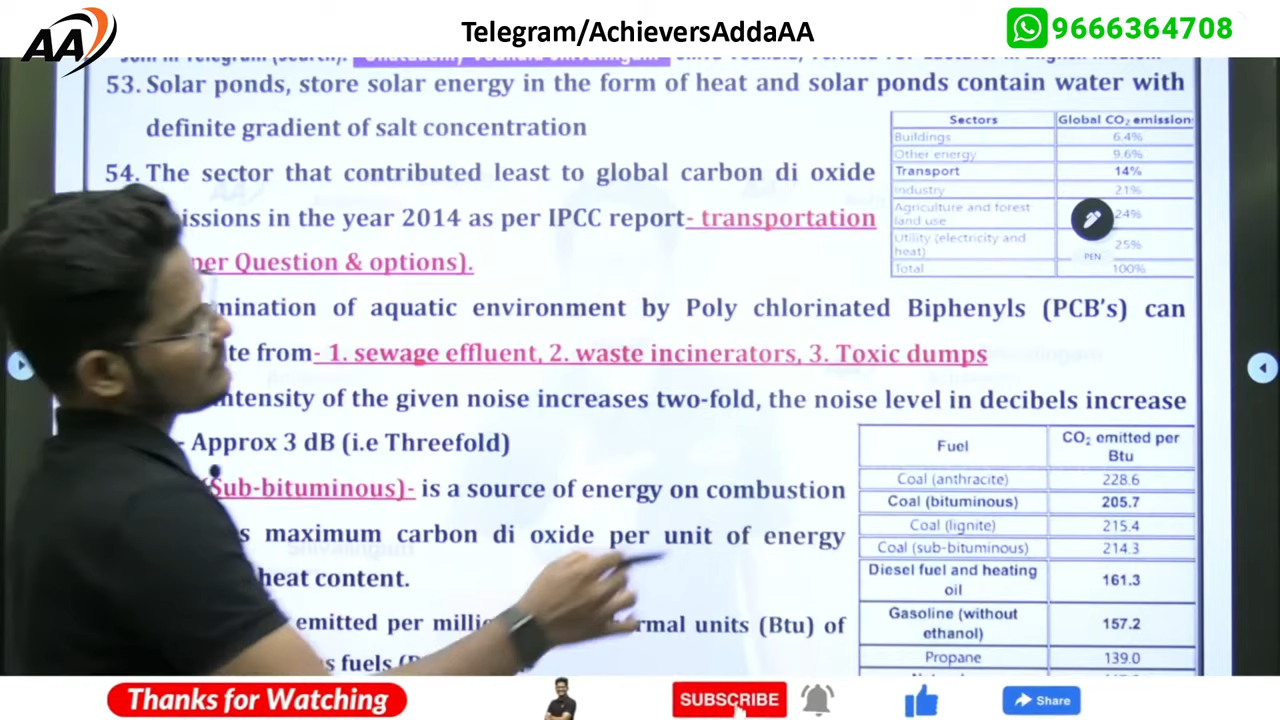 AA
Telegram/AchieversAddaAA
9666364708
53. Solar ponds, store solar energy in the form of heat and solar ponds contain water with
definite gradient of salt concentration
54. The sector that contributed least to global carbon di oxide
issions in the year 2014 as per IPCC report- transportation
per Question & options).
Sectors Global CO₂ emission
Buildings 6.4%
Other energy 9.6%
Transport 14%
Industry 21%
Agriculture and forest land use 24%
Utility (electricity and heat) 25%
Total 100%
PEN
mination of aquatic environment by Poly chlorinated Biphenyls (PCB's) can
te from- 1. sewage effluent, 2. waste incinerators, 3. Toxic dumps
ntensity of the given noise increases two-fold, the noise level in decibels increase
- Approx 3 dB (i.e Threefold)
(Sub-bituminous)- is a source of energy on combustion
s maximum carbon di oxide per unit of energy
heat content.
emitted per milli
rmal units (Btu) of
s fuels
Fuel CO₂ emitted per Btu
Coal (anthracite) 228.6
Coal (bituminous) 205.7
Coal (lignite) 215.4
Coal (sub-bituminous) 214.3
Diesel fuel and heating oil 161.3
Gasoline (without ethanol) 157.2
Propane 139.0
Thanks for Watching
SUBSCRIBE
Share